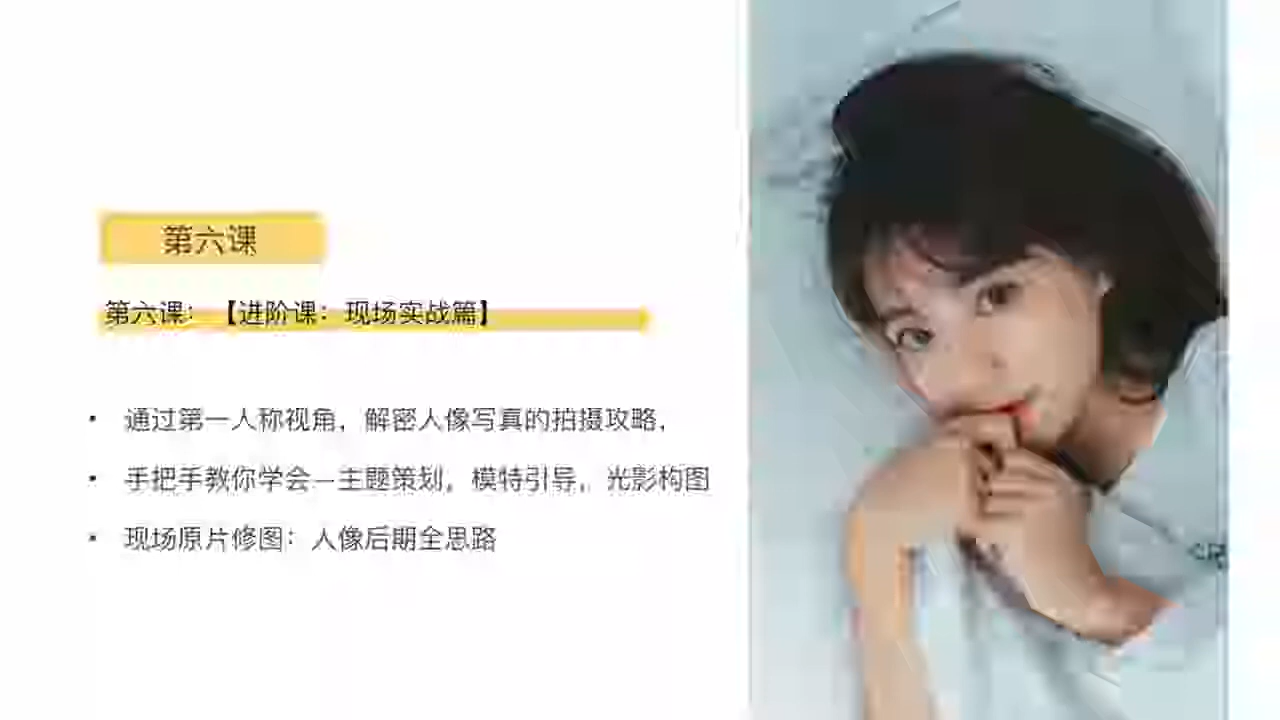 第六课
第六课：【进阶课：现场实战篇】
• 通过第一人称视角，解密人像写真的拍摄攻略，
• 手把手教你学会—主题策划，模特引导，光影构图
• 现场原片修图：人像后期全思路